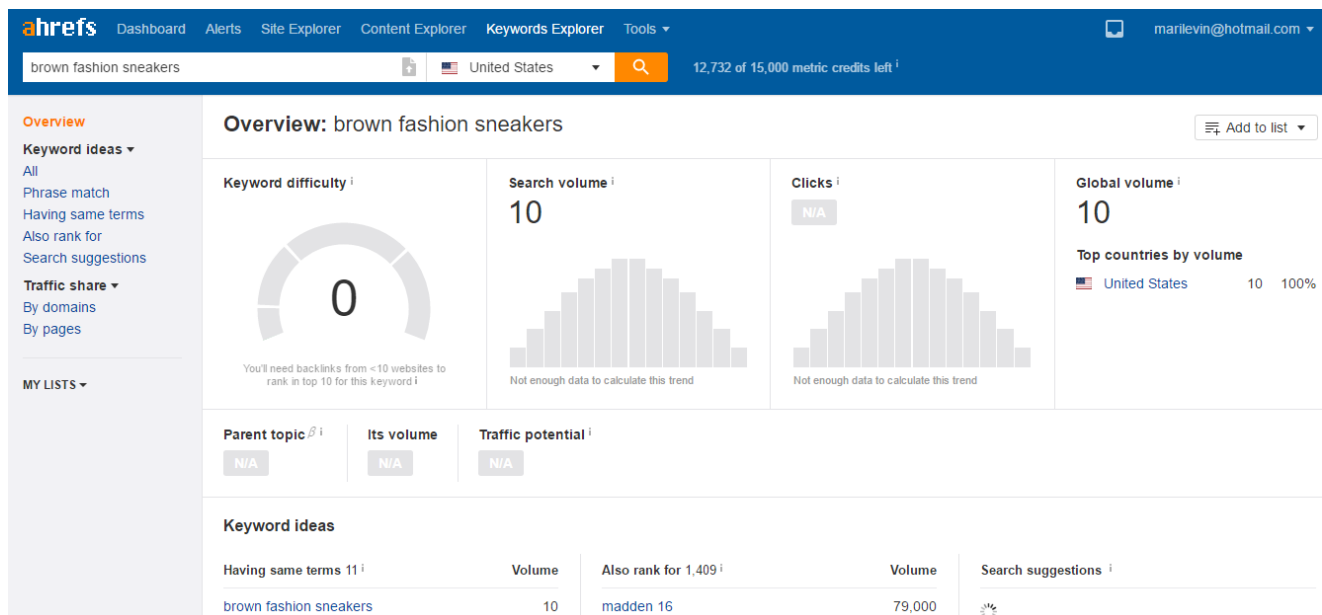 ahrefs Dashboard Alerts Site Explorer Content Explorer Keywords Explorer Tools marilevin@hotmail.com
brown fashion sneakers United States 12,732 of 15,000 metric credits left i
Overview
Keyword ideas
All
Phrase match
Having same terms
Also rank for
Search suggestions
Traffic share
By domains
By pages
MY LISTS
Overview: brown fashion sneakers Add to list
Keyword difficulty i
0
You'll need backlinks from <10 websites to
rank in top 10 for this keyword i
Search volume i
10
Not enough data to calculate this trend
Clicks i
N/A
Not enough data to calculate this trend
Global volume i
10
Top countries by volume
United States 10 100%
Parent topic β i Its volume Traffic potential i
N/A N/A N/A
Keyword ideas
Having same terms 11 i Volume Also rank for 1,409 i Volume Search suggestions i
brown fashion sneakers 10 madden 16 79,000